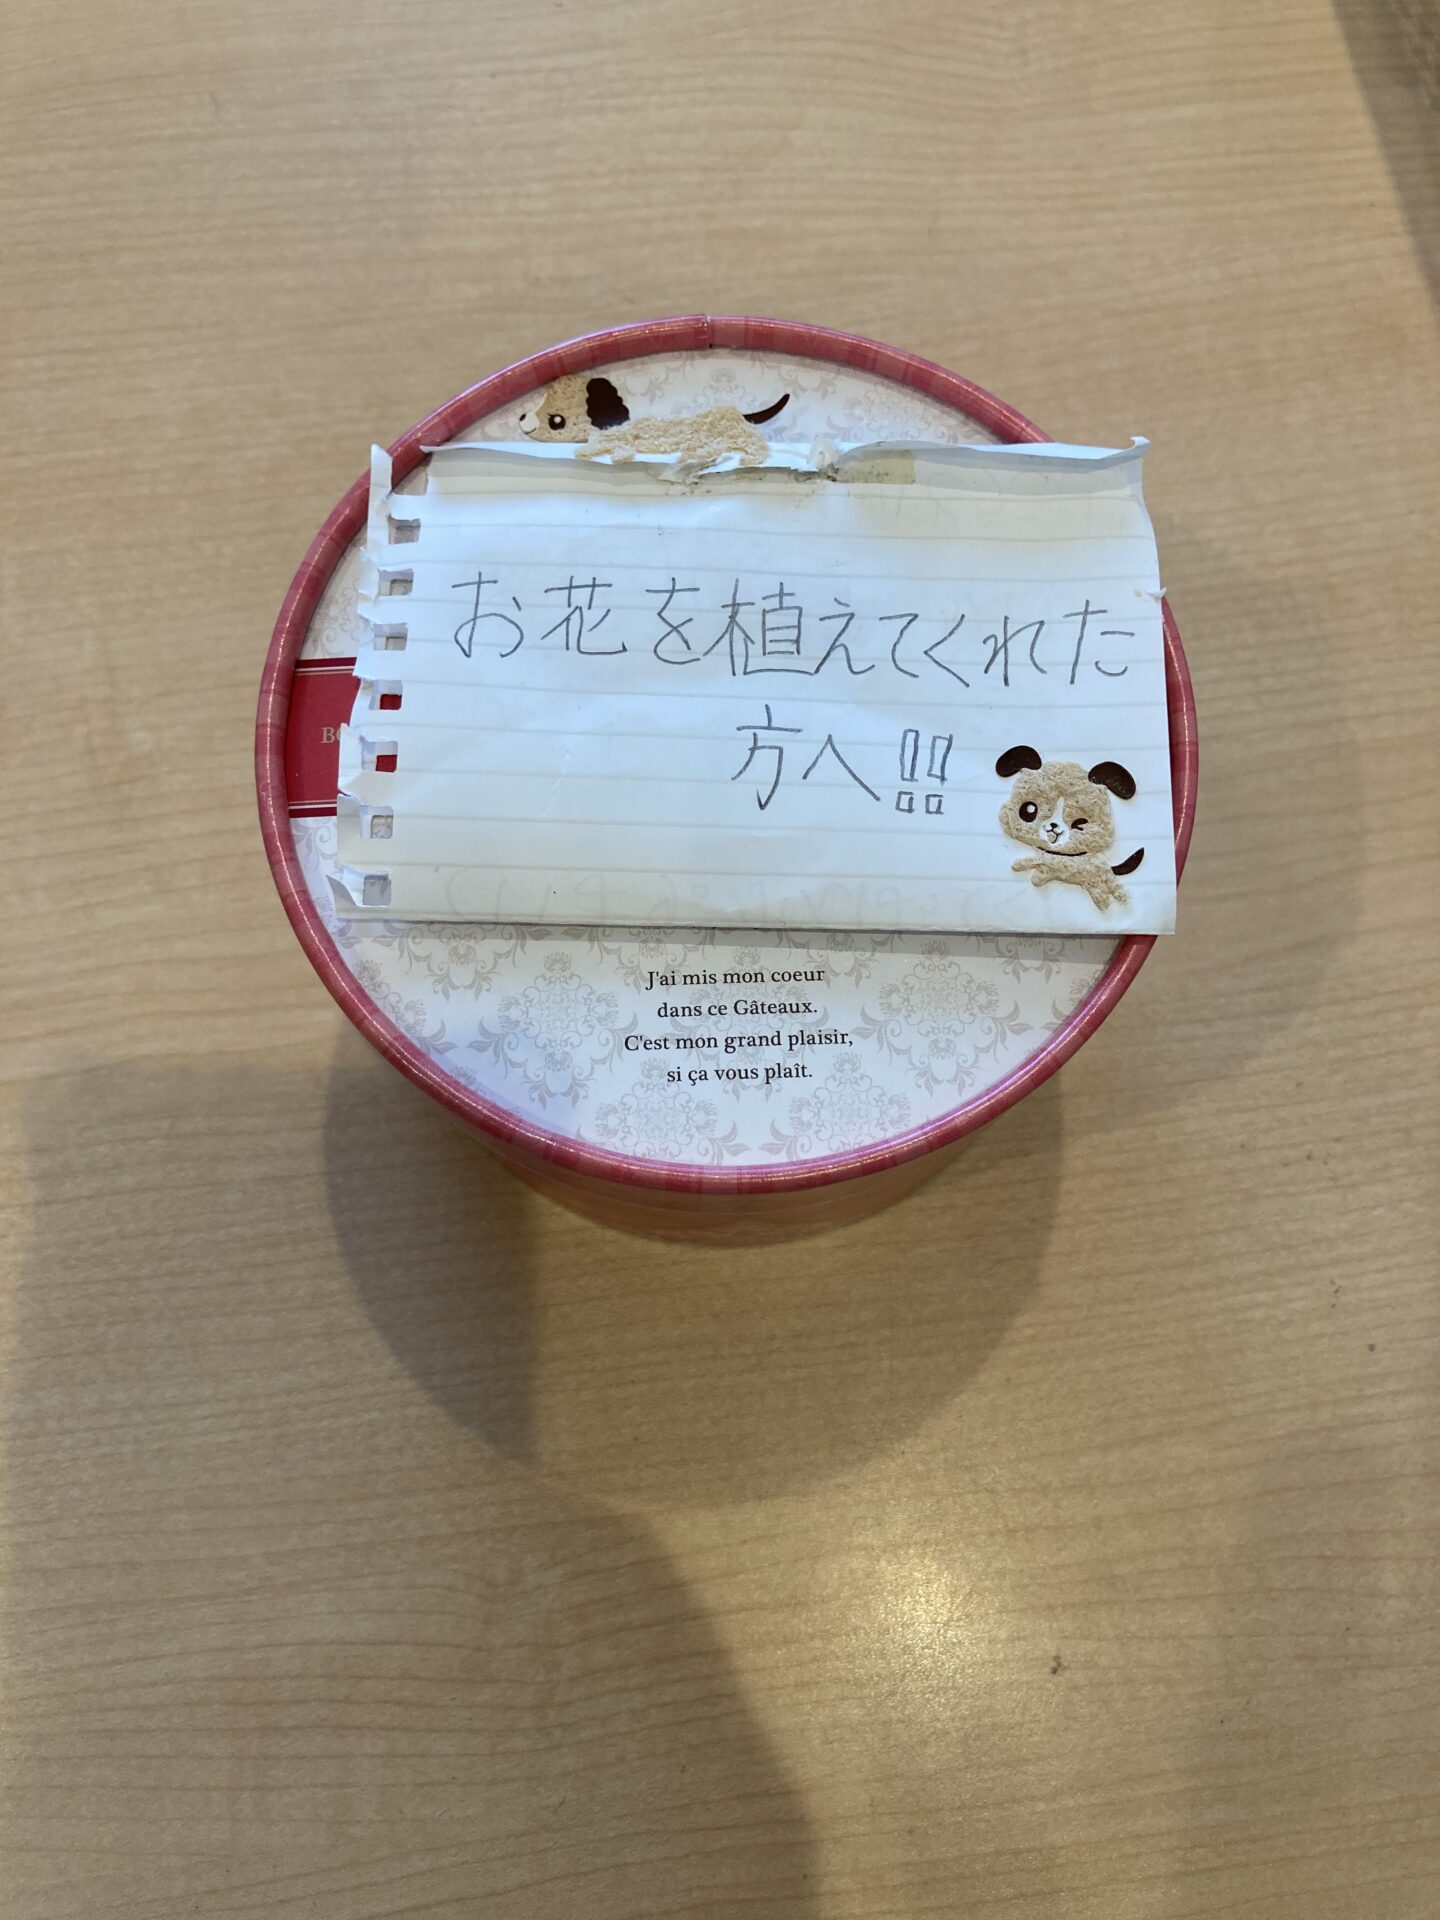 お花を植えてくれた
方へ!!
J'ai mis mon coeur
dans ce Gâteaux.
C'est mon grand plaisir,
si ça vous plaît.